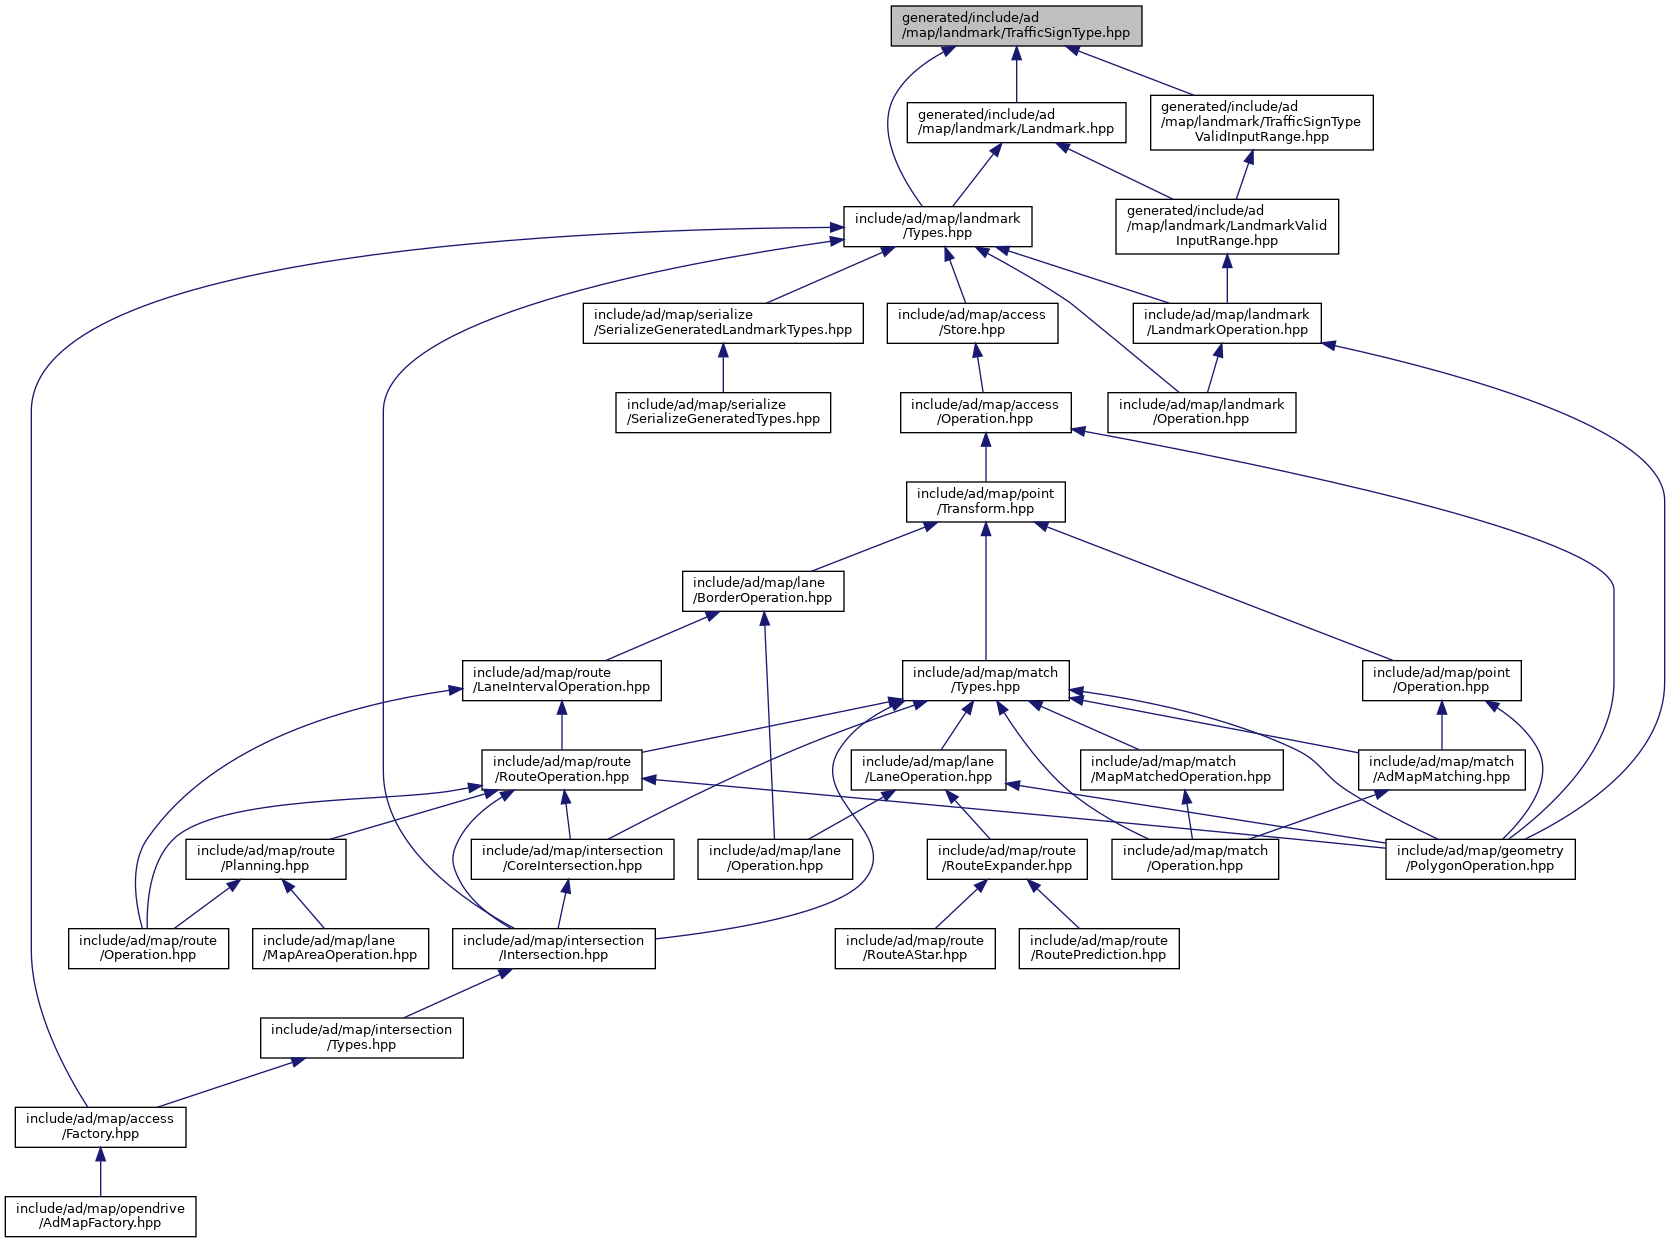 generated/include/ad
/map/landmark/TrafficSignType.hpp
generated/include/ad
/map/landmark/Landmark.hpp
generated/include/ad
/map/landmark/TrafficSignType
ValidInputRange.hpp
include/ad/map/landmark
/Types.hpp
generated/include/ad
/map/landmark/LandmarkValid
InputRange.hpp
include/ad/map/serialize
/SerializeGeneratedLandmarkTypes.hpp
include/ad/map/access
/Store.hpp
include/ad/map/landmark
/LandmarkOperation.hpp
include/ad/map/serialize
/SerializeGeneratedTypes.hpp
include/ad/map/access
/Operation.hpp
include/ad/map/landmark
/Operation.hpp
include/ad/map/point
/Transform.hpp
include/ad/map/lane
/BorderOperation.hpp
include/ad/map/route
/LaneIntervalOperation.hpp
include/ad/map/match
/Types.hpp
include/ad/map/point
/Operation.hpp
include/ad/map/route
/RouteOperation.hpp
include/ad/map/lane
/LaneOperation.hpp
include/ad/map/match
/MapMatchedOperation.hpp
include/ad/map/match
/AdMapMatching.hpp
include/ad/map/route
/Planning.hpp
include/ad/map/intersection
/CoreIntersection.hpp
include/ad/map/lane
/Operation.hpp
include/ad/map/route
/RouteExpander.hpp
include/ad/map/match
/Operation.hpp
include/ad/map/geometry
/PolygonOperation.hpp
include/ad/map/route
/Operation.hpp
include/ad/map/lane
/MapAreaOperation.hpp
include/ad/map/intersection
/Intersection.hpp
include/ad/map/route
/RouteAStar.hpp
include/ad/map/route
/RoutePrediction.hpp
include/ad/map/intersection
/Types.hpp
include/ad/map/access
/Factory.hpp
include/ad/map/opendrive
/AdMapFactory.hpp